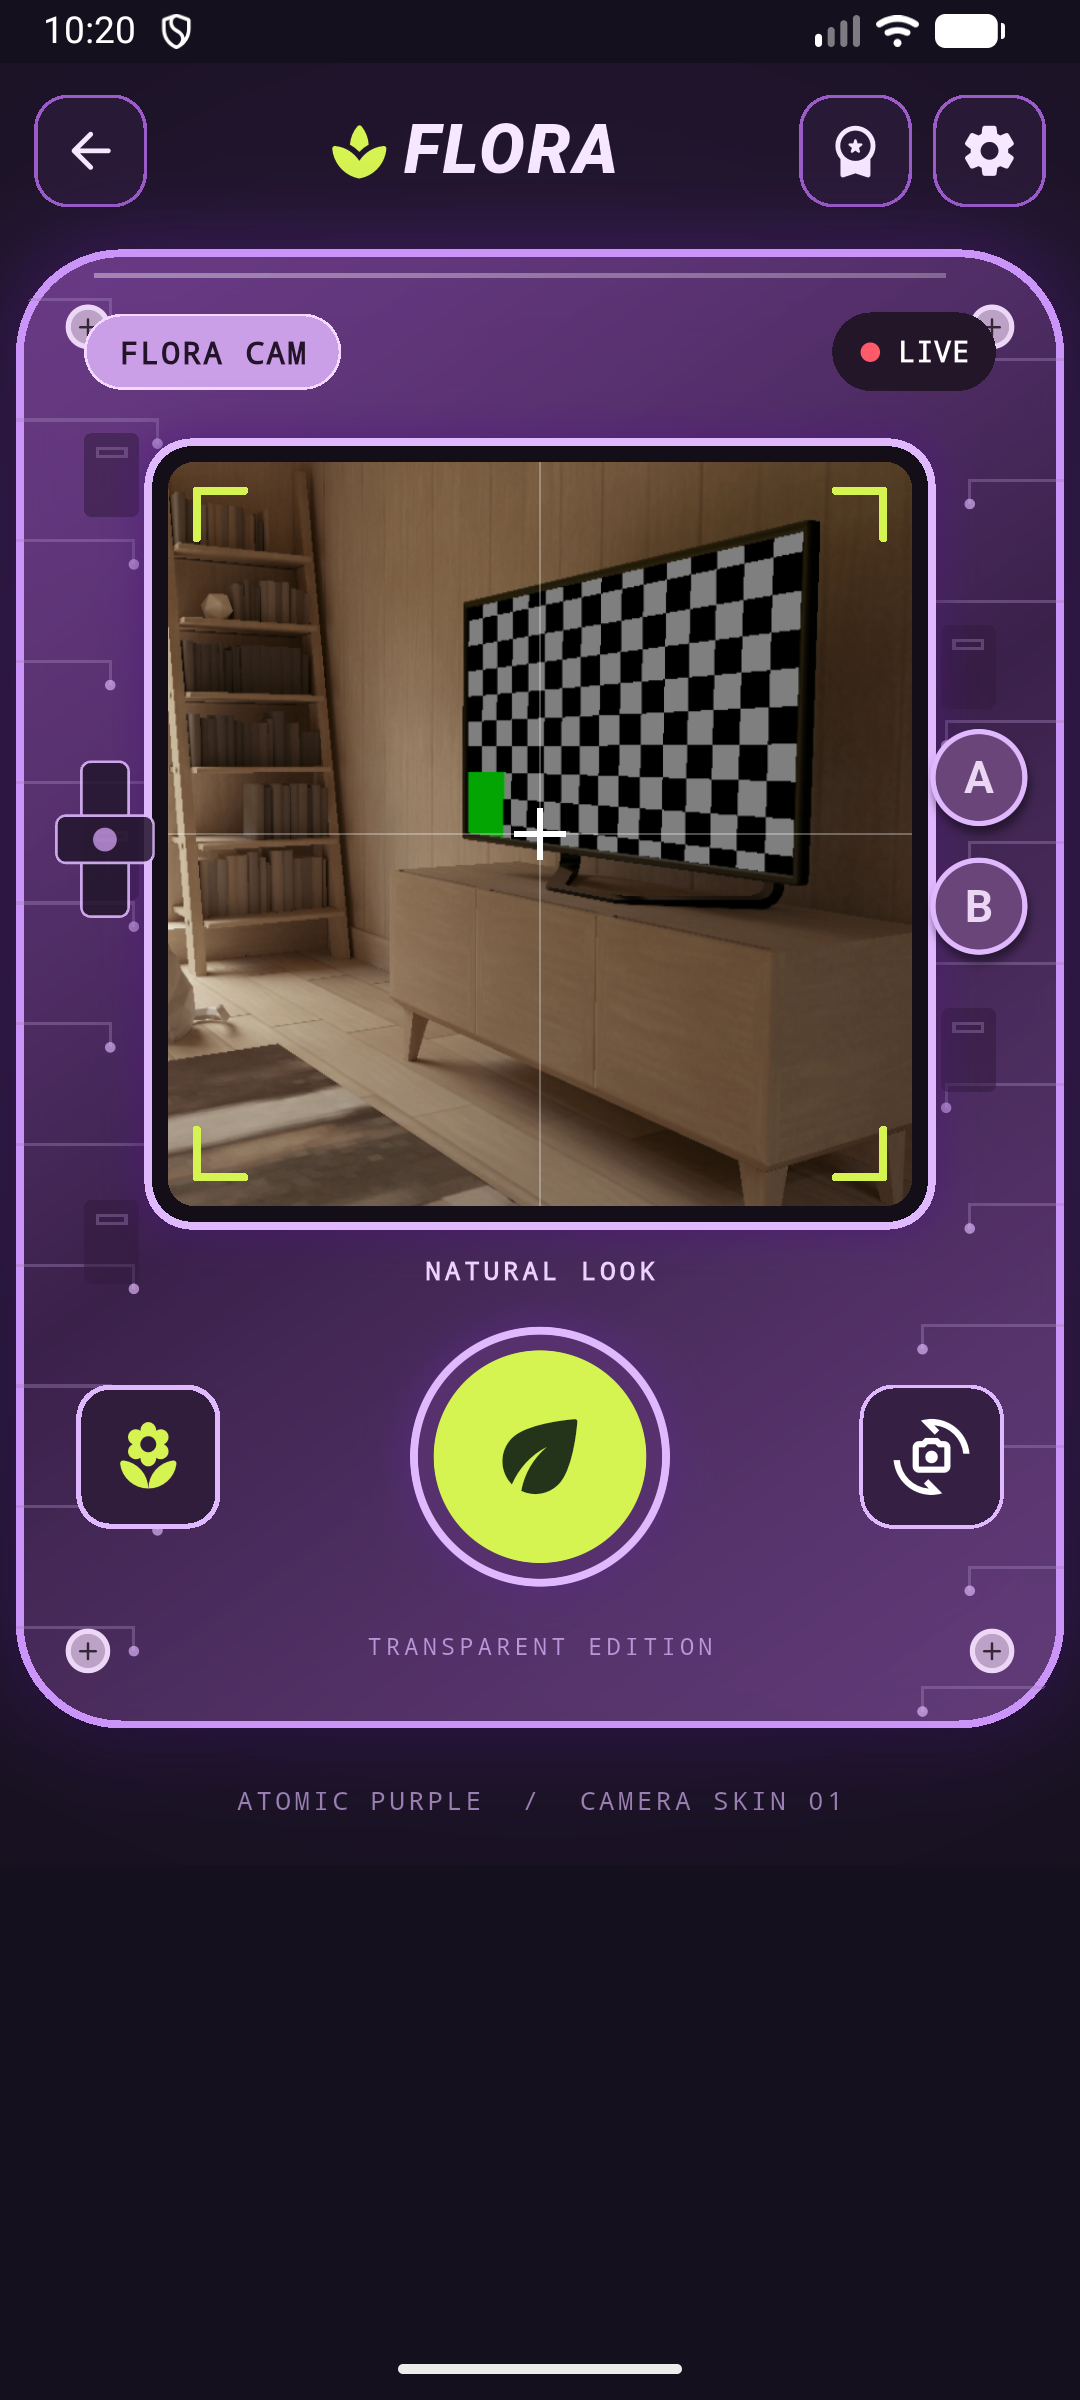 10:20
FLORA
FLORA CAM
LIVE
A
B
NATURAL LOOK
TRANSPARENT EDITION
ATOMIC PURPLE / CAMERA SKIN 01